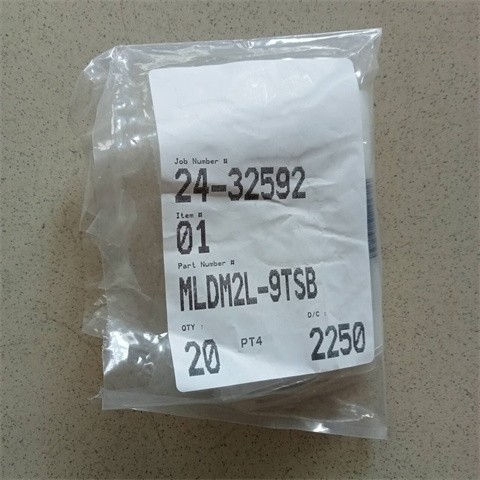 Job Number #
24-32592
Item #
01
Part Number #
MLDM2L-9TSB
QTY : D/C :
20 PT4 2250